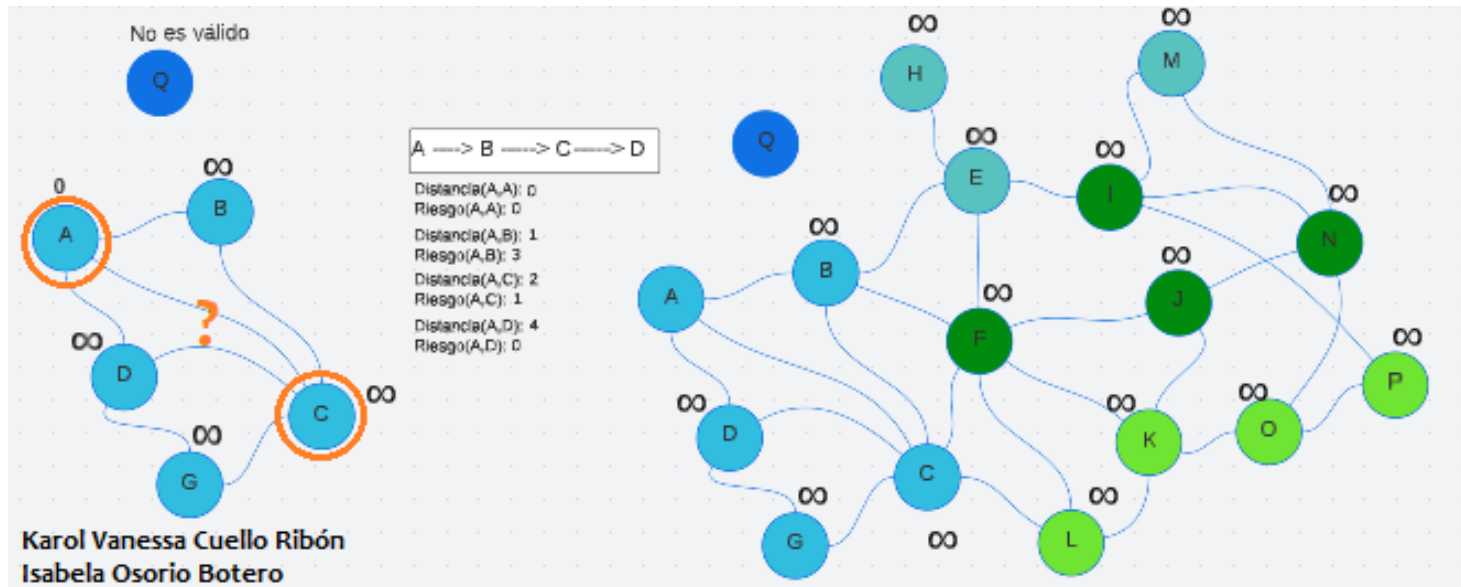 No es válido
Q
∞
0
B
A
?
∞
D
∞
C
∞
G
Karol Vanessa Cuello Ribón
Isabela Osorio Botero
A ----> B -----> C-----> D
Distancia(A,A): 0
Riesgo(A,A): 0
Distancia(A,B): 1
Riesgo(A,B): 3
Distancia(A,C): 2
Riesgo(A,C): 1
Distancia(A,D): 4
Riesgo(A,D): 0
∞
∞
H
M
Q
∞
∞
E
I
∞
∞
B
N
A
∞
J
F
∞
∞
P
∞
∞
∞
D
K
O
C
∞
∞
G
∞
L